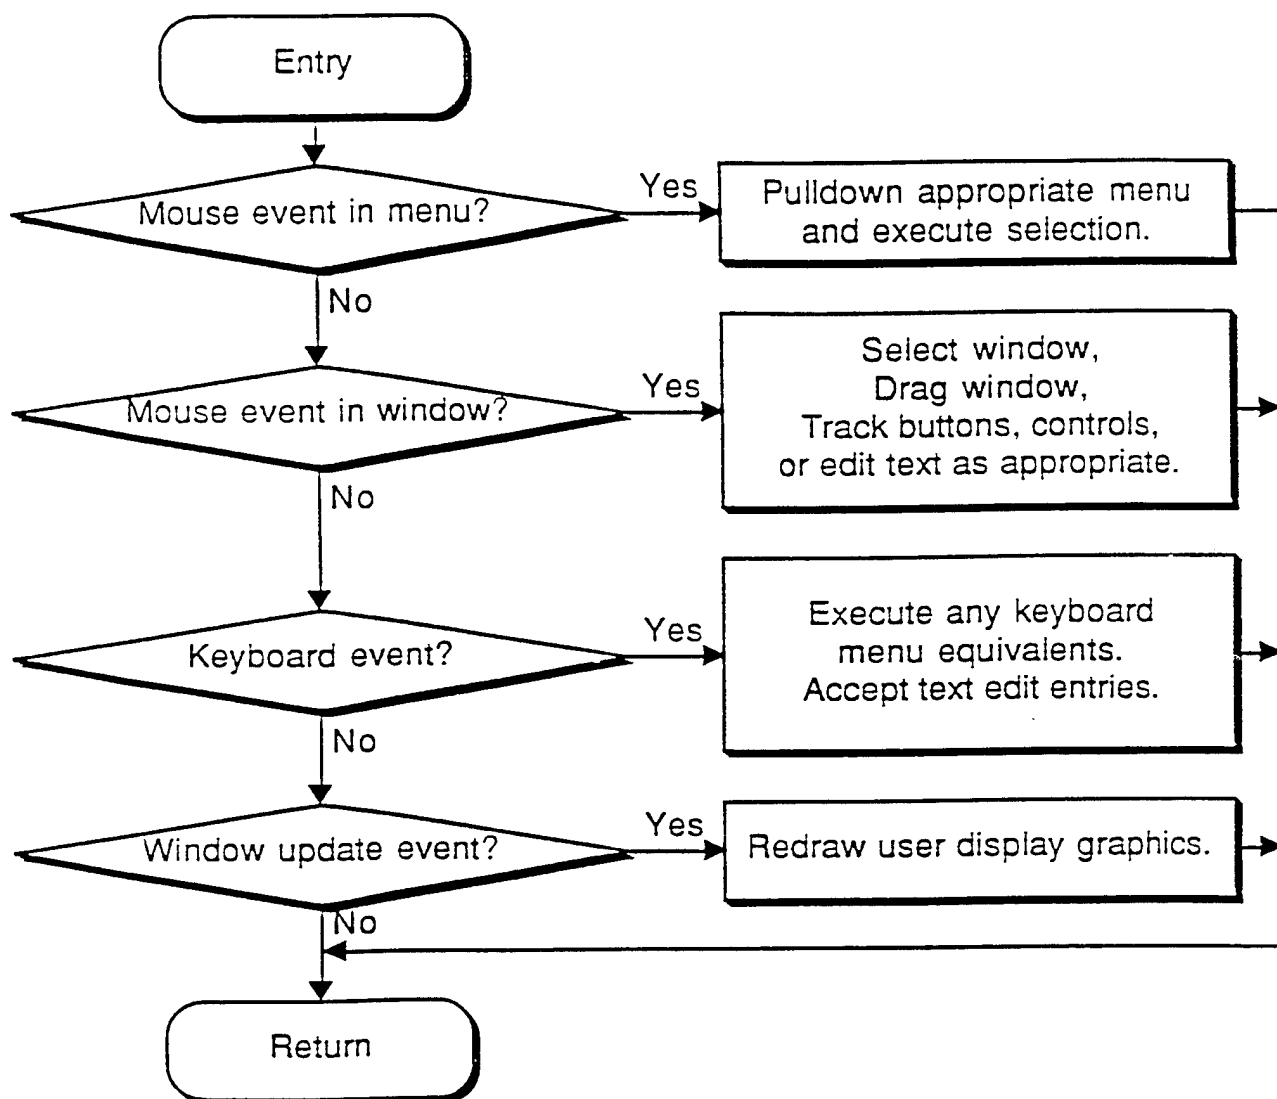 Entry
Mouse event in menu?
Yes
Pulldown appropriate menu
and execute selection.
No
Mouse event in window?
Yes
Select window,
Drag window,
Track buttons, controls,
or edit text as appropriate.
No
Keyboard event?
Yes
Execute any keyboard
menu equivalents.
Accept text edit entries.
No
Window update event?
Yes
Redraw user display graphics.
No
Return